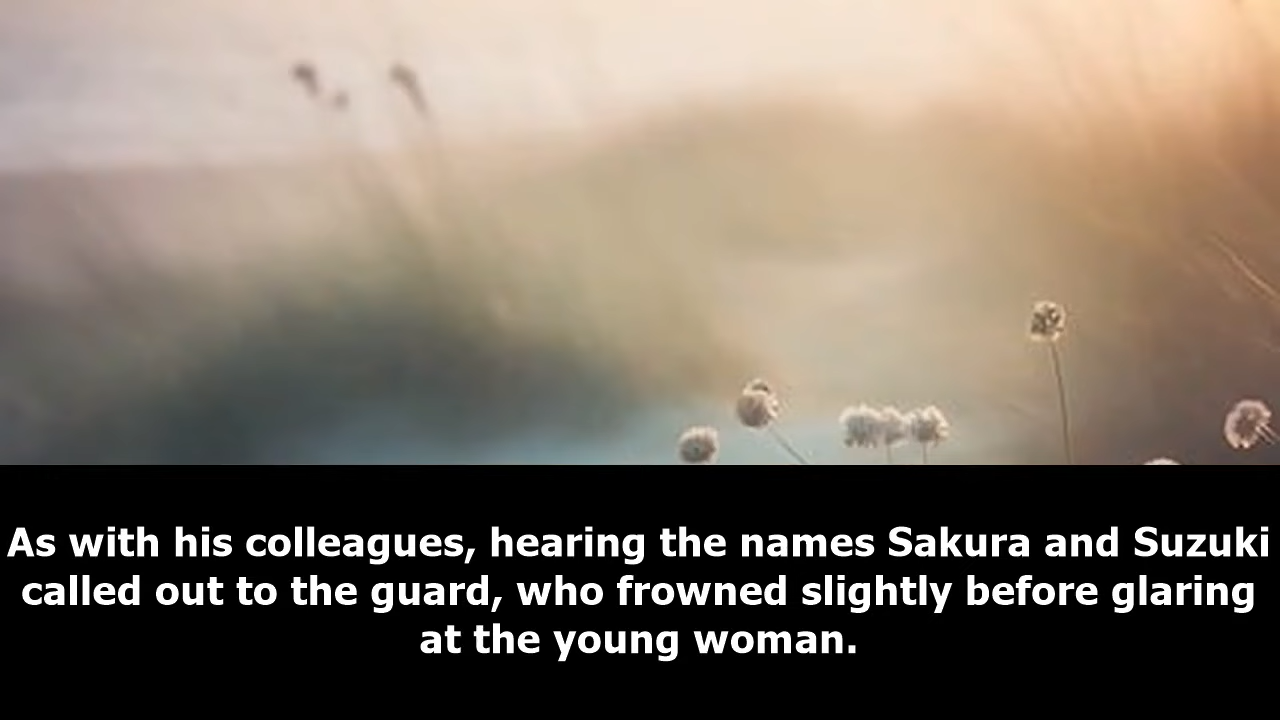 As with his colleagues, hearing the names Sakura and Suzuki
called out to the guard, who frowned slightly before glaring
at the young woman.